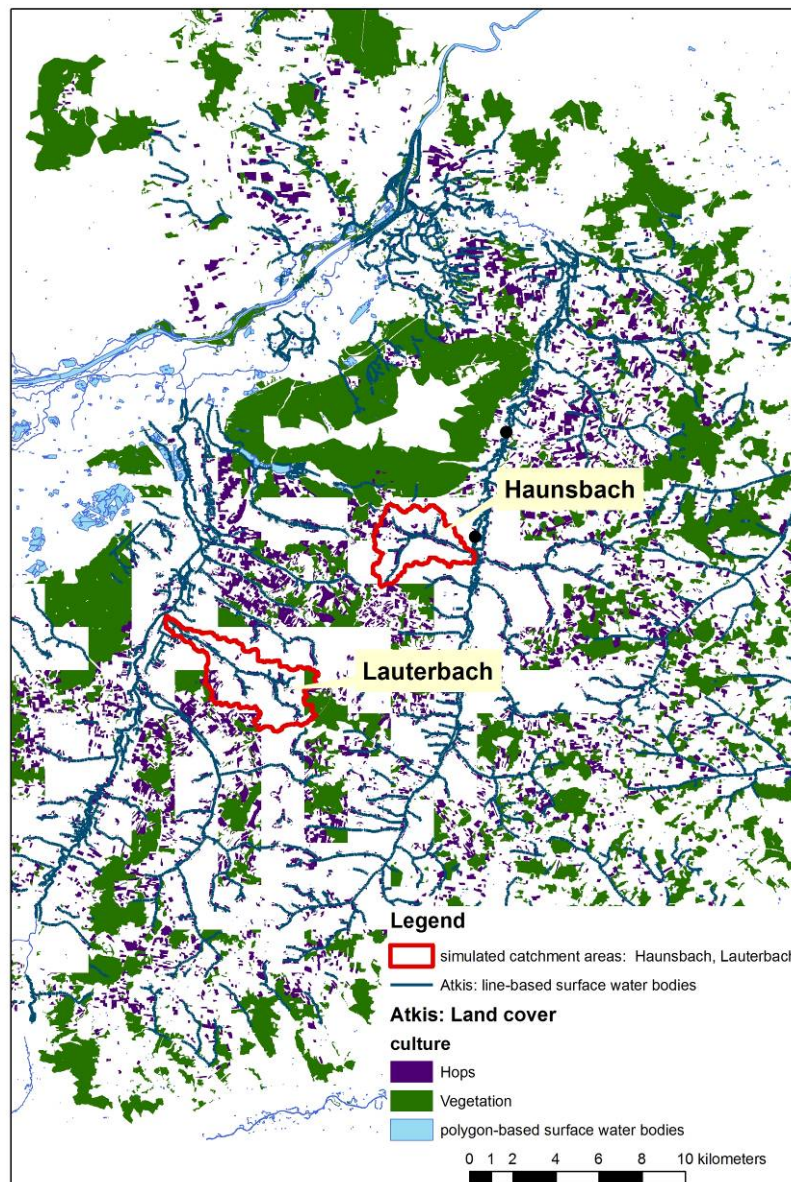 Haunsbach
Lauterbach
Legend
simulated catchment areas: Haunsbach, Lauterbach
Atkis: line-based surface water bodies
Atkis: Land cover
culture
Hops
Vegetation
polygon-based surface water bodies
0 1 2 4 6 8 10 kilometers